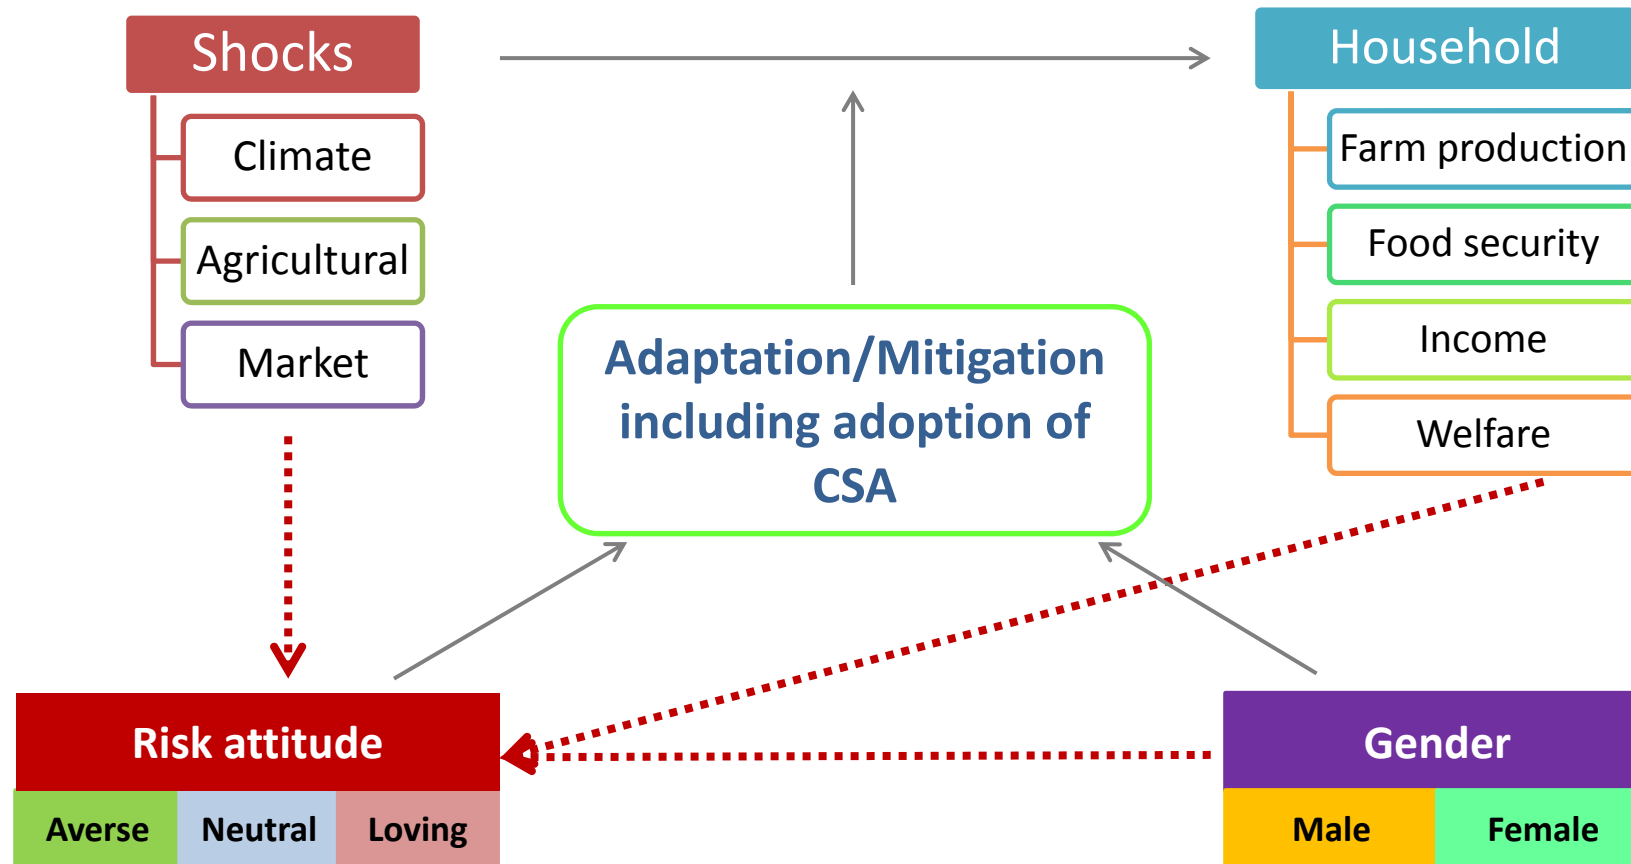 Shocks
Climate
Agricultural
Market
Household
Farm production
Food security
Income
Welfare
Adaptation/Mitigation
including adoption of
CSA
Risk attitude
Averse Neutral Loving
Gender
Male Female